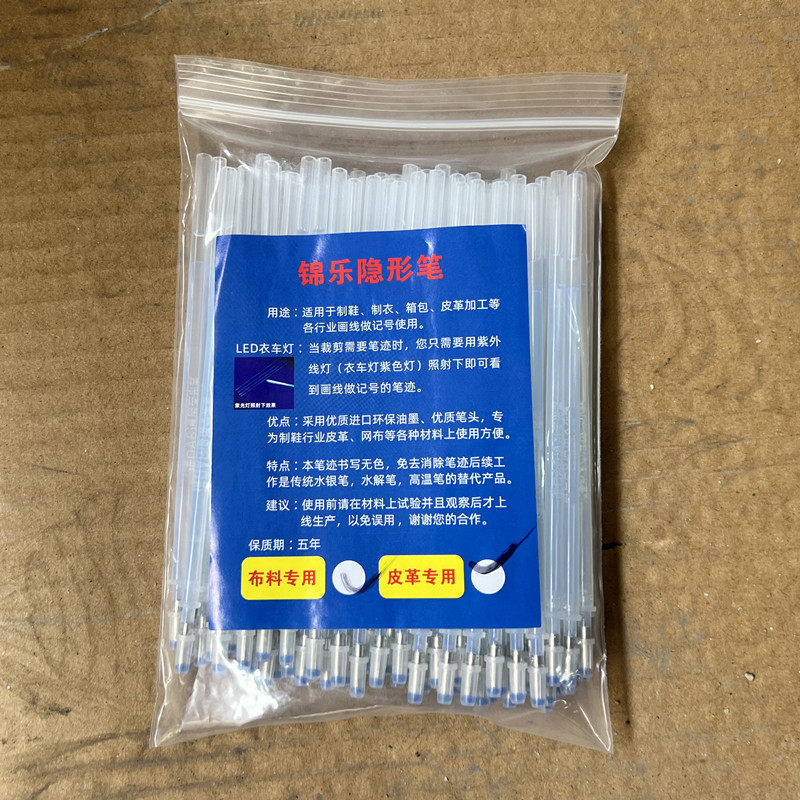 锦乐隐形笔
用途：适用于制鞋、制衣、箱包、皮革加工等
各行业画线做记号使用。
LED衣车灯：当裁剪需要笔迹时，您只需要用紫外
线灯（衣车灯紫色灯）照射下即可看
到画线做记号的笔迹。
紫光灯照射下效果
优点：采用优质进口环保油墨、优质笔头，专
为制鞋行业皮革、网布等各种材料上使用方便。
特点：本笔迹书写无色，免去消除笔迹后续工
作是传统水银笔，水解笔，高温笔的替代产品。
建议：使用前请在材料上试验并且观察后才上
线生产，以免误用，谢谢您的合作。
保质期：五年
布料专用
皮革专用